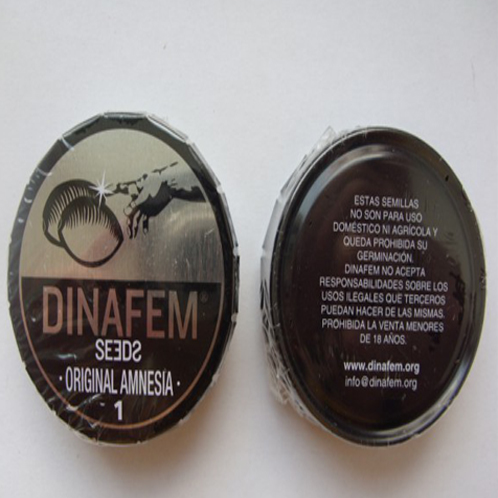 DINAFEM®
SEEDS
· ORIGINAL AMNESIA ·
1
ESTAS SEMILLAS
NO SON PARA USO
DOMÉSTICO NI AGRÍCOLA Y
QUEDA PROHIBIDA SU
GERMINACIÓN.
DINAFEM NO ACEPTA
RESPONSABILIDADES SOBRE LOS
USOS ILEGALES QUE TERCEROS
PUEDAN HACER DE LAS MISMAS.
PROHIBIDA LA VENTA MENORES
DE 18 AÑOS.
www.dinafem.org
info@dinafem.org